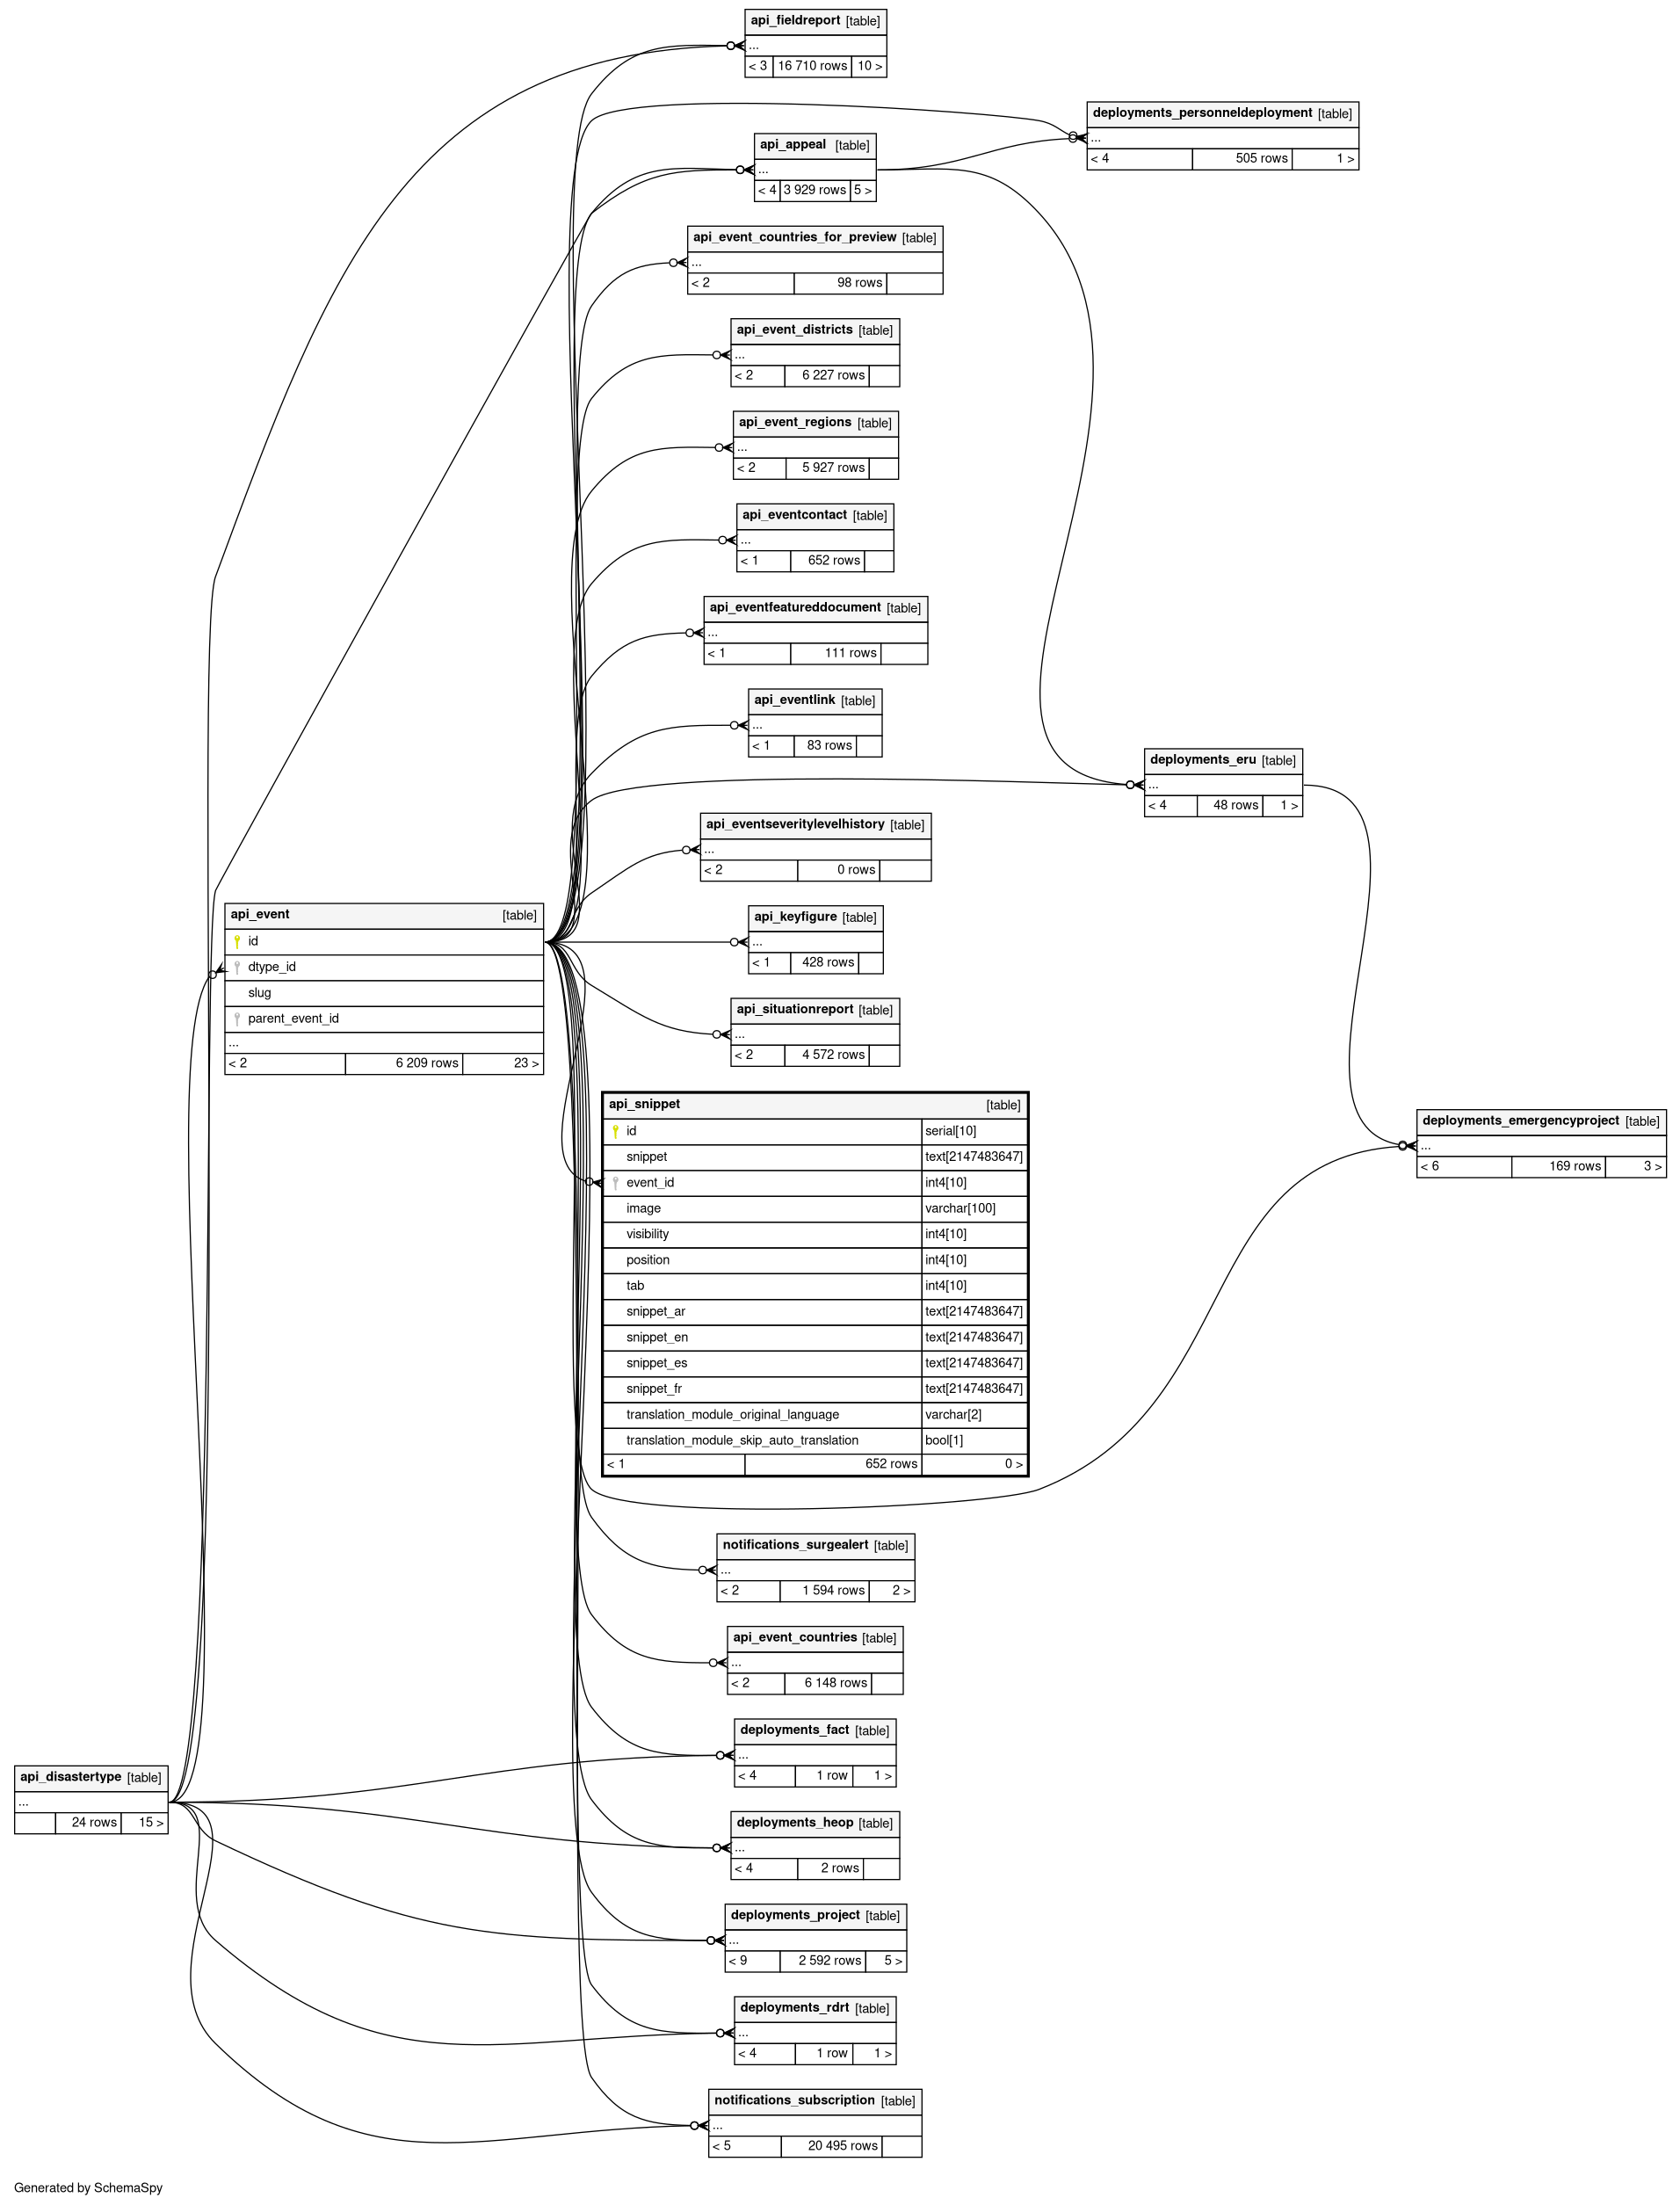 api_fieldreport [table]
...
< 3 16 710 rows 10 >
deployments_personneldeployment [table]
...
< 4 505 rows 1 >
api_appeal [table]
...
< 4 3 929 rows 5 >
api_event_countries_for_preview [table]
...
< 2 98 rows
api_event_districts [table]
...
< 2 6 227 rows
api_event_regions [table]
...
< 2 5 927 rows
api_eventcontact [table]
...
< 1 652 rows
api_eventfeatureddocument [table]
...
< 1 111 rows
api_eventlink [table]
...
< 1 83 rows
deployments_eru [table]
...
< 4 48 rows 1 >
api_eventseveritylevelhistory [table]
...
< 2 0 rows
api_event [table]
id
dtype_id
slug
parent_event_id
...
< 2 6 209 rows 23 >
api_keyfigure [table]
...
< 1 428 rows
api_situationreport [table]
...
< 2 4 572 rows
api_snippet [table]
id serial[10]
snippet text[2147483647]
event_id int4[10]
image varchar[100]
visibility int4[10]
position int4[10]
tab int4[10]
snippet_ar text[2147483647]
snippet_en text[2147483647]
snippet_es text[2147483647]
snippet_fr text[2147483647]
translation_module_original_language varchar[2]
translation_module_skip_auto_translation bool[1]
< 1 652 rows 0 >
deployments_emergencyproject [table]
...
< 6 169 rows 3 >
notifications_surgealert [table]
...
< 2 1 594 rows 2 >
api_event_countries [table]
...
< 2 6 148 rows
deployments_fact [table]
...
< 4 1 row 1 >
api_disastertype [table]
...
24 rows 15 >
deployments_heop [table]
...
< 4 2 rows
deployments_project [table]
...
< 9 2 592 rows 5 >
deployments_rdrt [table]
...
< 4 1 row 1 >
notifications_subscription [table]
...
< 5 20 495 rows
Generated by SchemaSpy